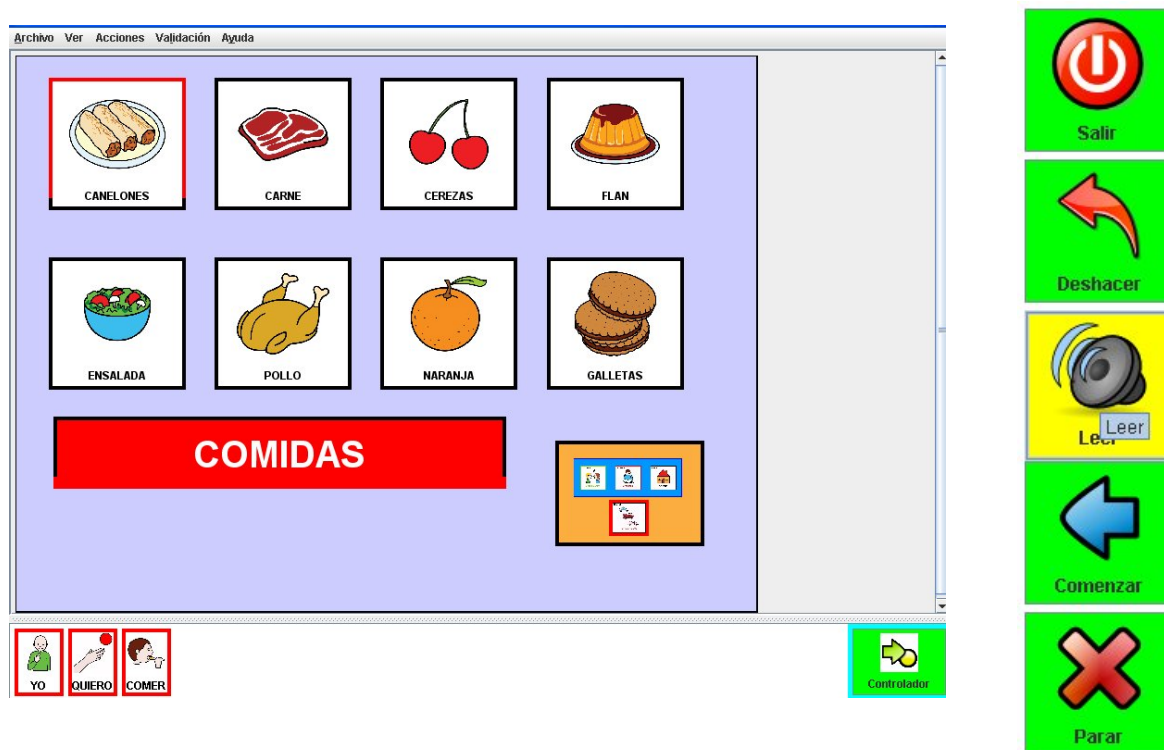 Archivo Ver Acciones Validación Ayuda
CANELONES CARNE CEREZAS FLAN
ENSALADA POLLO NARANJA GALLETAS
COMIDAS
YO QUIERO COMER
Controlador
Salir
Deshacer
Leer
Leer
Comenzar
Parar